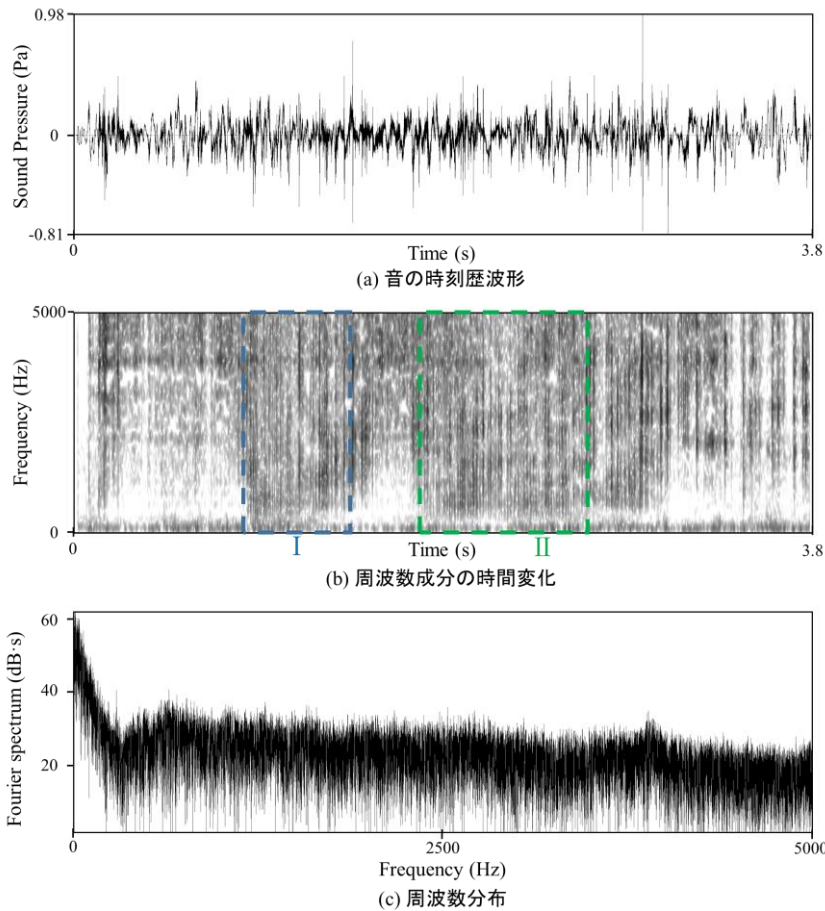 0.98
Sound Pressure (Pa)
0
-0.81
0
Time (s)
3.8
(a) 音の時刻歴波形
5000
Frequency (Hz)
0
0
I
Time (s)
II
3.8
(b) 周波数成分の時間変化
60
Fourier spectrum (dB·s)
40
20
0
2500
5000
Frequency (Hz)
(c) 周波数分布